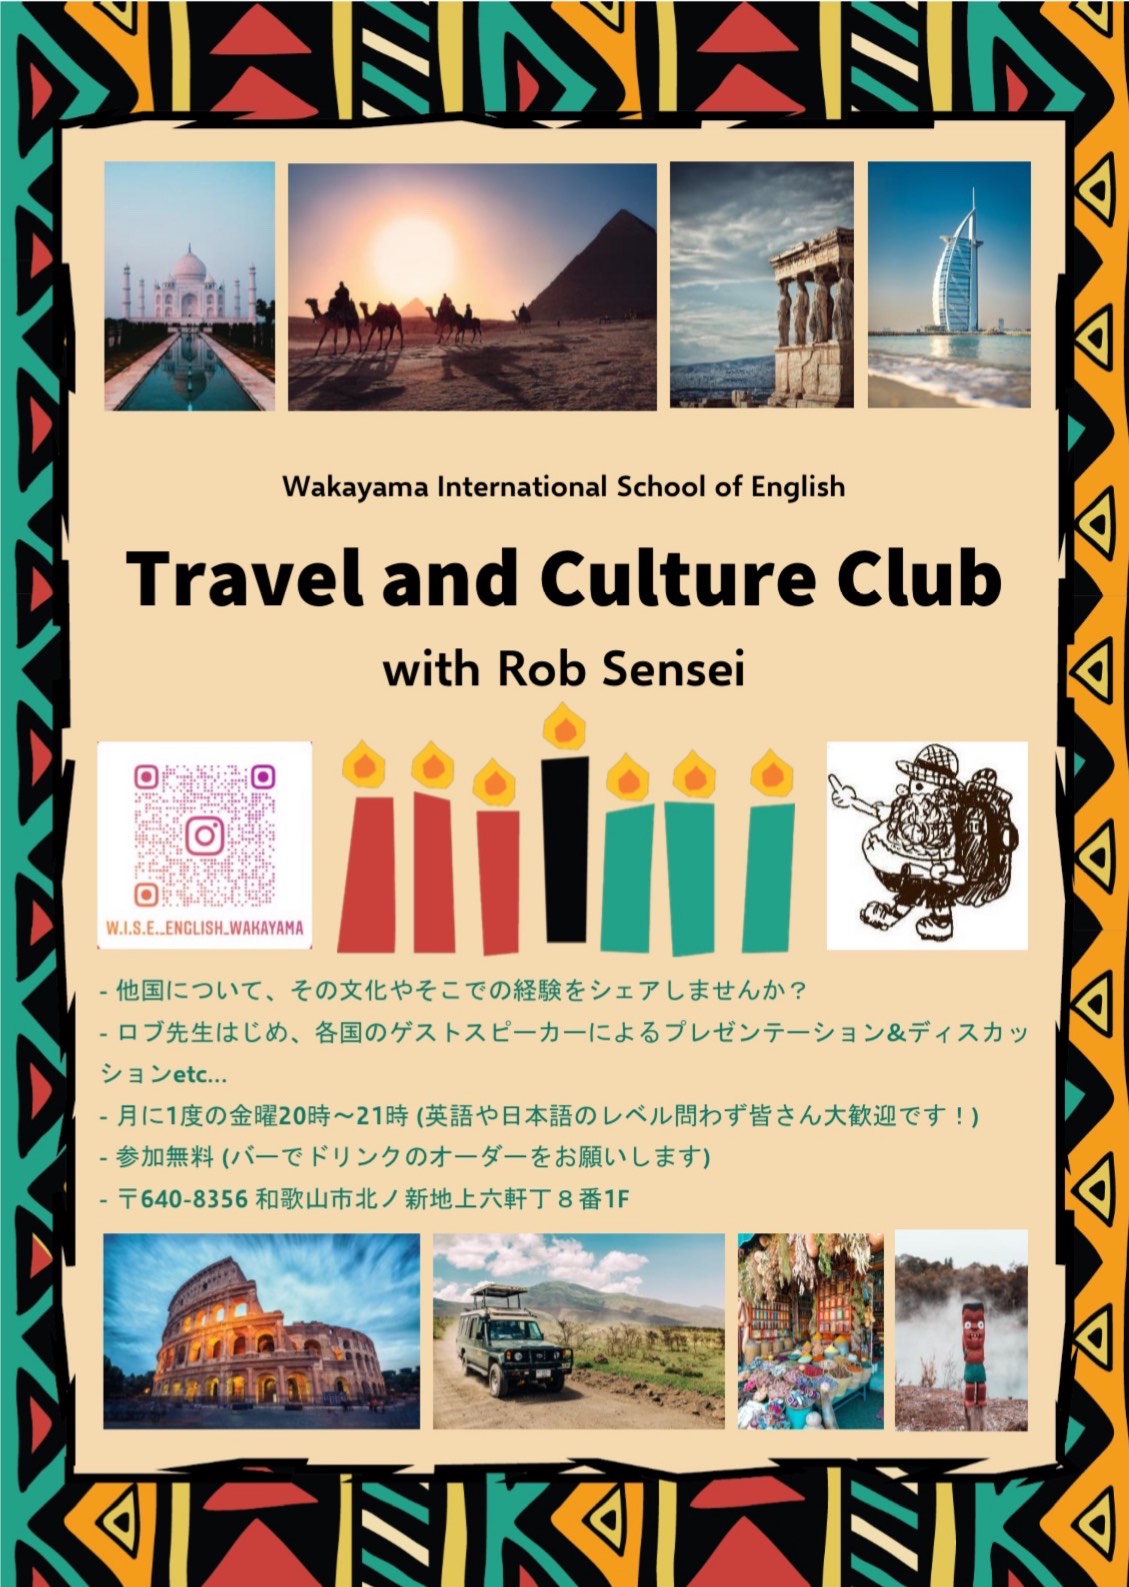 Wakayama International School of English
Travel and Culture Club
with Rob Sensei
W.I.S.E._ENGLISH_WAKAYAMA
- 他国について、その文化やそこでの経験をシェアしませんか？
- ロブ先生はじめ、各国のゲストスピーカーによるプレゼンテーション&ディスカッ
ションetc...
- 月に1度の金曜20時〜21時 (英語や日本語のレベル問わず皆さん大歓迎です！)
- 参加無料 (バーでドリンクのオーダーをお願いします)
- 〒640-8356 和歌山市北ノ新地上六軒丁８番1F